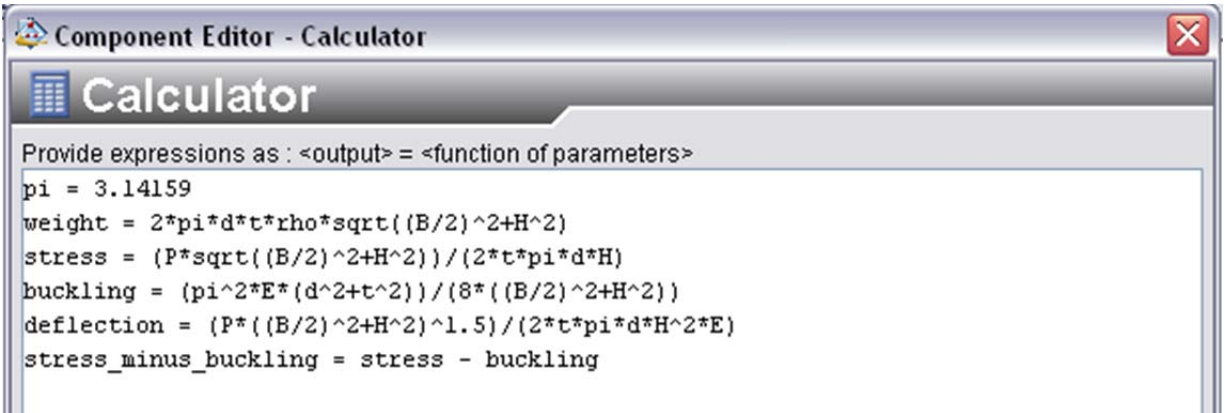 Component Editor - Calculator
Calculator
Provide expressions as : <output> = <function of parameters>
pi = 3.14159
weight = 2*pi*d*t*rho*sqrt((B/2)^2+H^2)
stress = (P*sqrt((B/2)^2+H^2))/(2*t*pi*d*H)
buckling = (pi^2*E*(d^2+t^2))/(8*((B/2)^2+H^2))
deflection = (P*((B/2)^2+H^2)^1.5)/(2*t*pi*d*H^2*E)
stress_minus_buckling = stress - buckling